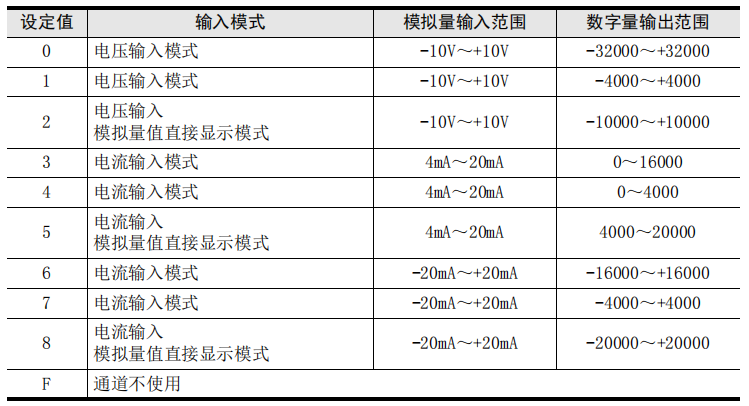 设定值 输入模式 模拟量输入范围 数字量输出范围
0 电压输入模式 -10V～+10V -32000～+32000
1 电压输入模式 -10V～+10V -4000～+4000
2 电压输入 模拟量值直接显示模式 -10V～+10V -10000～+10000
3 电流输入模式 4mA～20mA 0～16000
4 电流输入模式 4mA～20mA 0～4000
5 电流输入 模拟量值直接显示模式 4mA～20mA 4000～20000
6 电流输入模式 -20mA～+20mA -16000～+16000
7 电流输入模式 -20mA～+20mA -4000～+4000
8 电流输入 模拟量值直接显示模式 -20mA～+20mA -20000～+20000
F 通道不使用